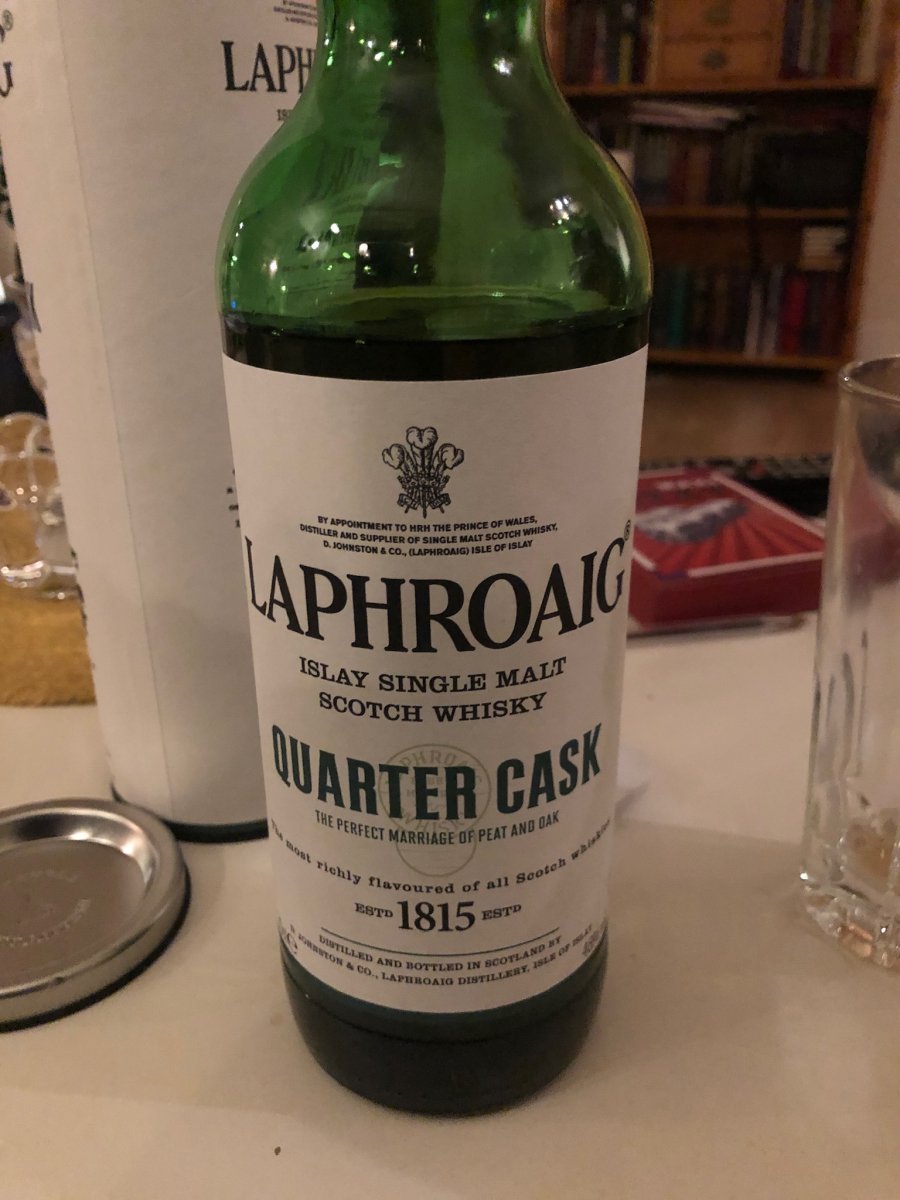 LAPH
BY APPOINTMENT TO HRH THE PRINCE OF WALES,
DISTILLER AND SUPPLIER OF SINGLE MALT SCOTCH WHISKY,
D. JOHNSTON & CO., (LAPHROAIG) ISLE OF ISLAY
LAPHROAIG®
ISLAY SINGLE MALT
SCOTCH WHISKY
QUARTER CASK
THE PERFECT MARRIAGE OF PEAT AND OAK
The most richly flavoured of all Scotch whiskies
ESTD 1815 ESTD
DISTILLED AND BOTTLED IN SCOTLAND BY
D. JOHNSTON & CO., LAPHROAIG DISTILLERY, ISLE OF ISLAY